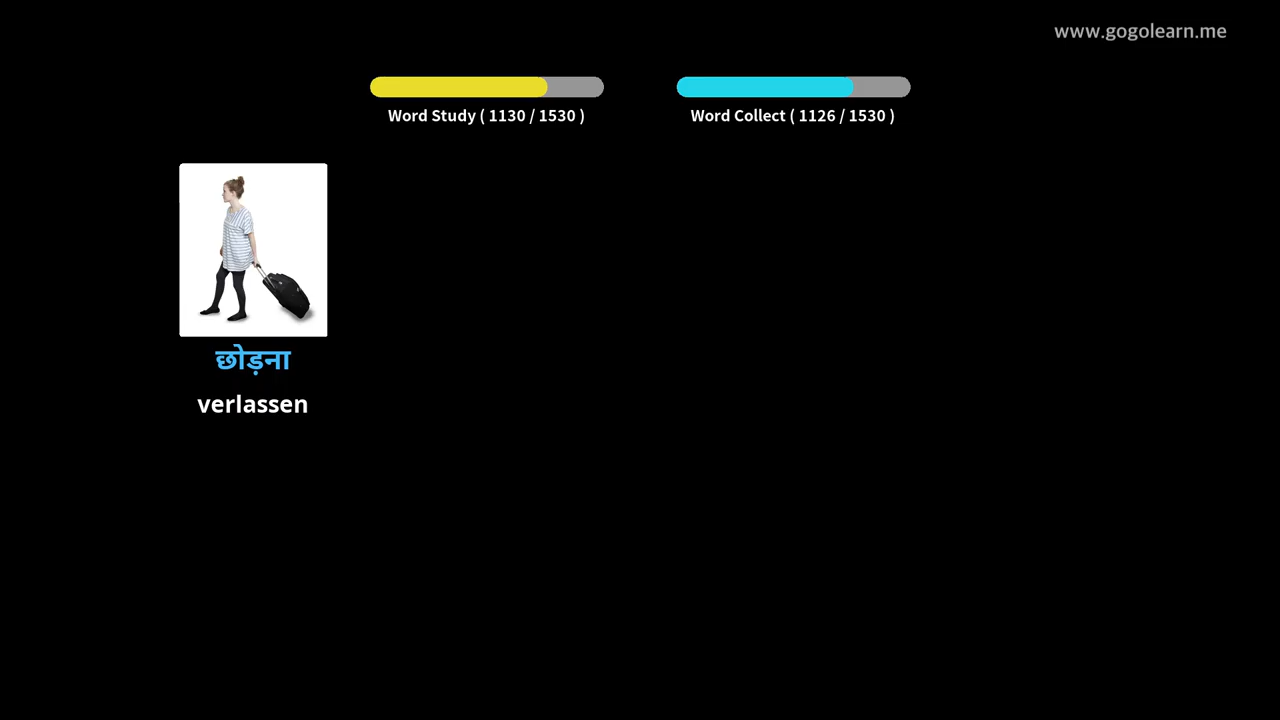 www.gogolearn.me
Word Study ( 1130 / 1530 )
Word Collect ( 1126 / 1530 )
छोड़ना
verlassen